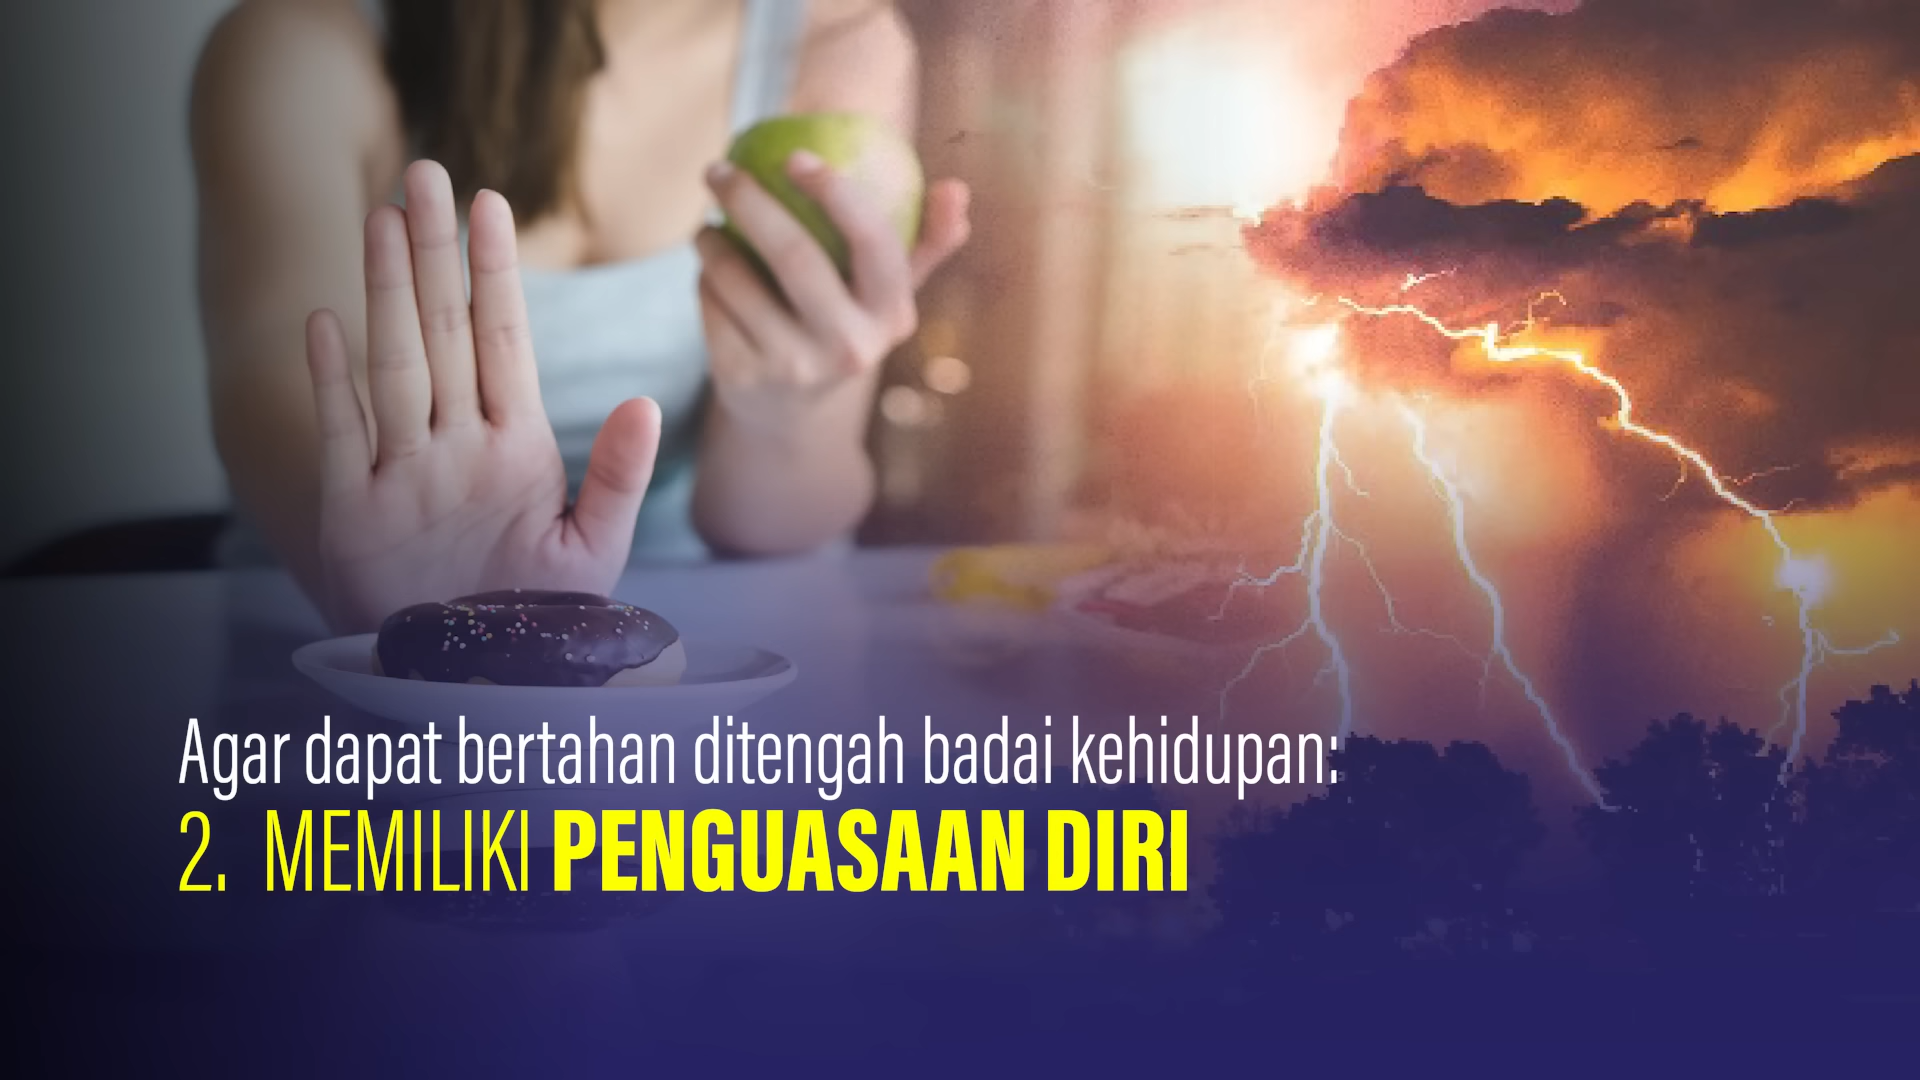 Agar dapat bertahan ditengah badai kehidupan:
2. MEMILIKI PENGUASAAN DIRI